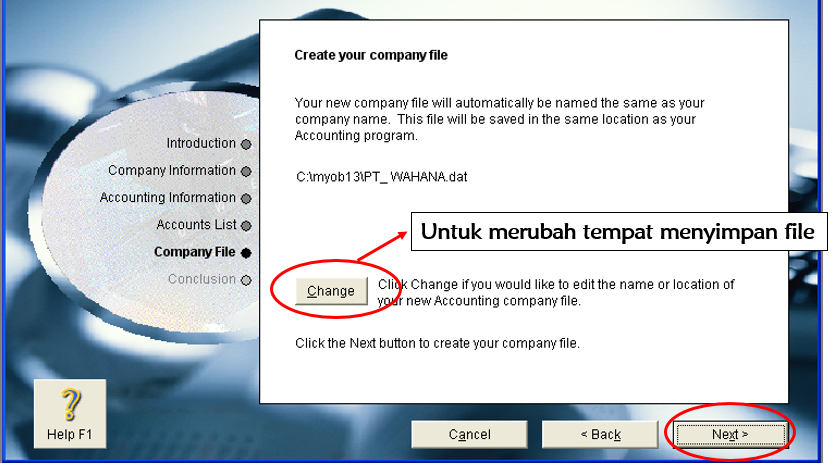 Create your company file
Your new company file will automatically be named the same as your
company name.  This file will be saved in the same location as your
Accounting program.
Introduction
Company Information
Accounting Information
Accounts List
Company File
Conclusion
C:\myob13\PT_ WAHANA.dat
Untuk merubah tempat menyimpan file
Change
Click Change if you would like to edit the name or location of
your new Accounting company file.
Click the Next button to create your company file.
?
Help F1
Cancel
< Back
Next >